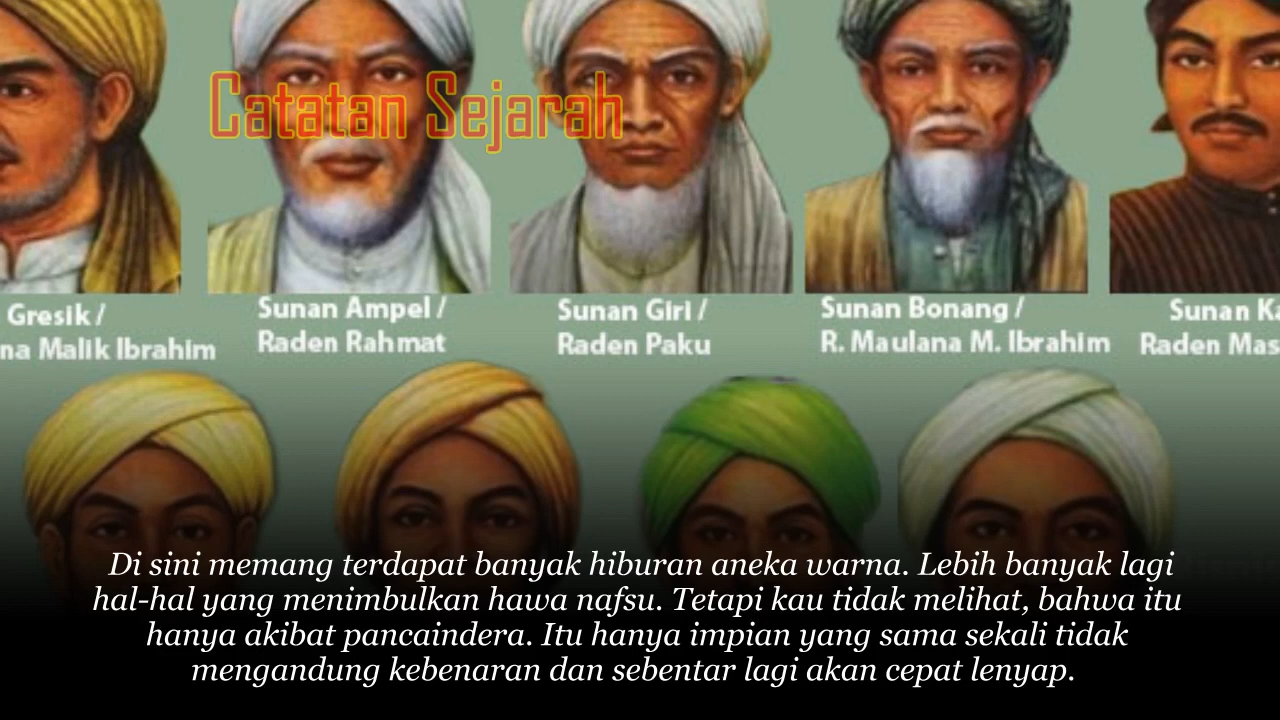 Catatan Sejarah
Gresik / Sunan Ampel / Sunan Giri / Sunan Bonang / Sunan Ka
na Malik Ibrahim Raden Rahmat Raden Paku R. Maulana M. Ibrahim Raden Mas
Di sini memang terdapat banyak hiburan aneka warna. Lebih banyak lagi
hal-hal yang menimbulkan hawa nafsu. Tetapi kau tidak melihat, bahwa itu
hanya akibat pancaindera. Itu hanya impian yang sama sekali tidak
mengandung kebenaran dan sebentar lagi akan cepat lenyap.